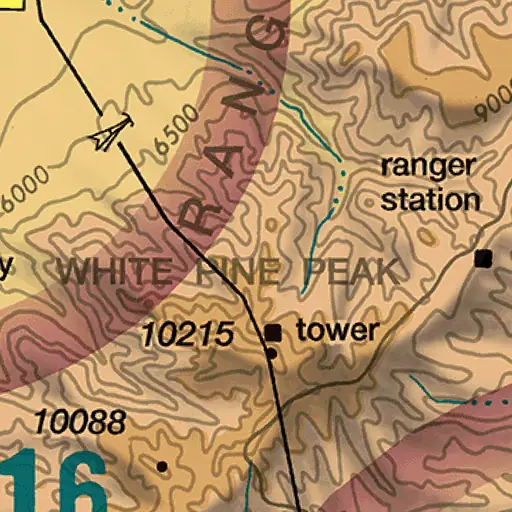 RANG
9000
6500
ranger
station
6000
y
WHITE PINE PEAK
10215
tower
10088
16